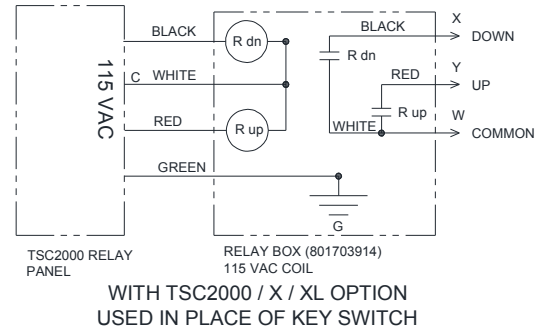 BLACK
R dn
C WHITE
115 VAC
RED
R up
GREEN
G
BLACK
X
DOWN
R dn
RED
Y
UP
R up
W
WHITE
COMMON
TSC2000 RELAY
PANEL
RELAY BOX (801703914)
115 VAC COIL
WITH TSC2000 / X / XL OPTION
USED IN PLACE OF KEY SWITCH